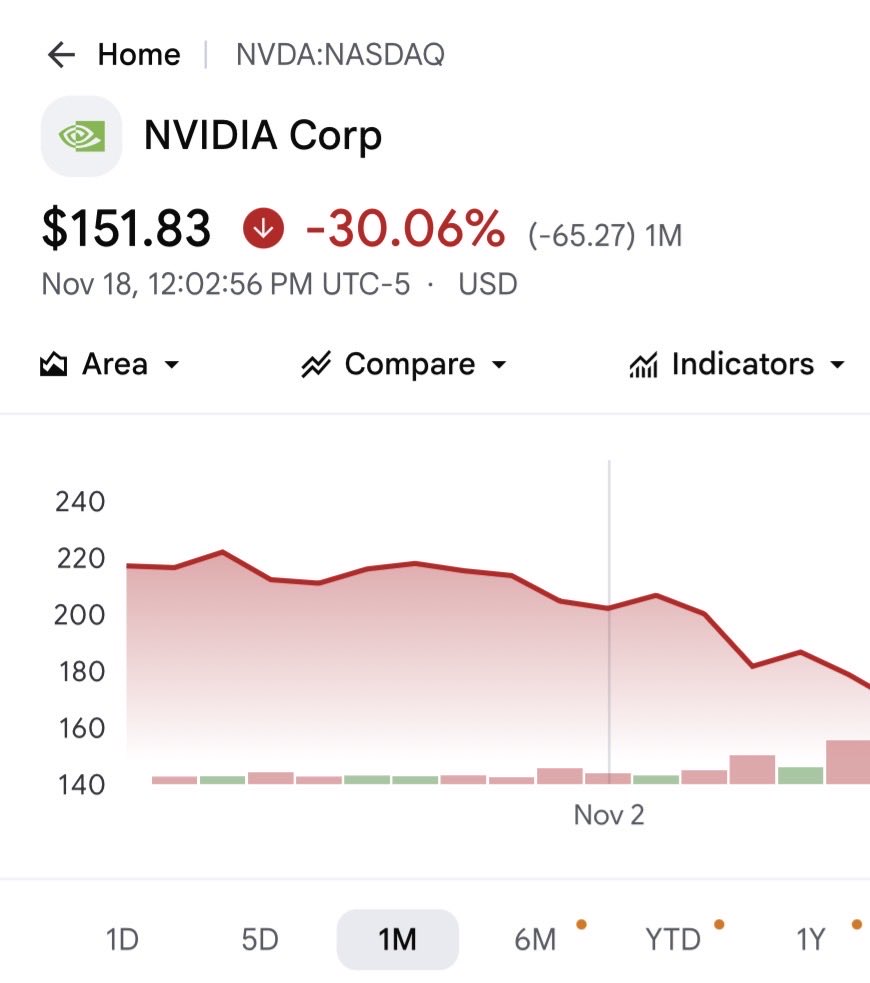 Home | NVDA:NASDAQ
NVIDIA Corp
$151.83 -30.06% (-65.27) 1M
Nov 18, 12:02:56 PM UTC-5 · USD
Area Compare Indicators
240
220
200
180
160
140
Nov 2
1D 5D 1M 6M YTD 1Y